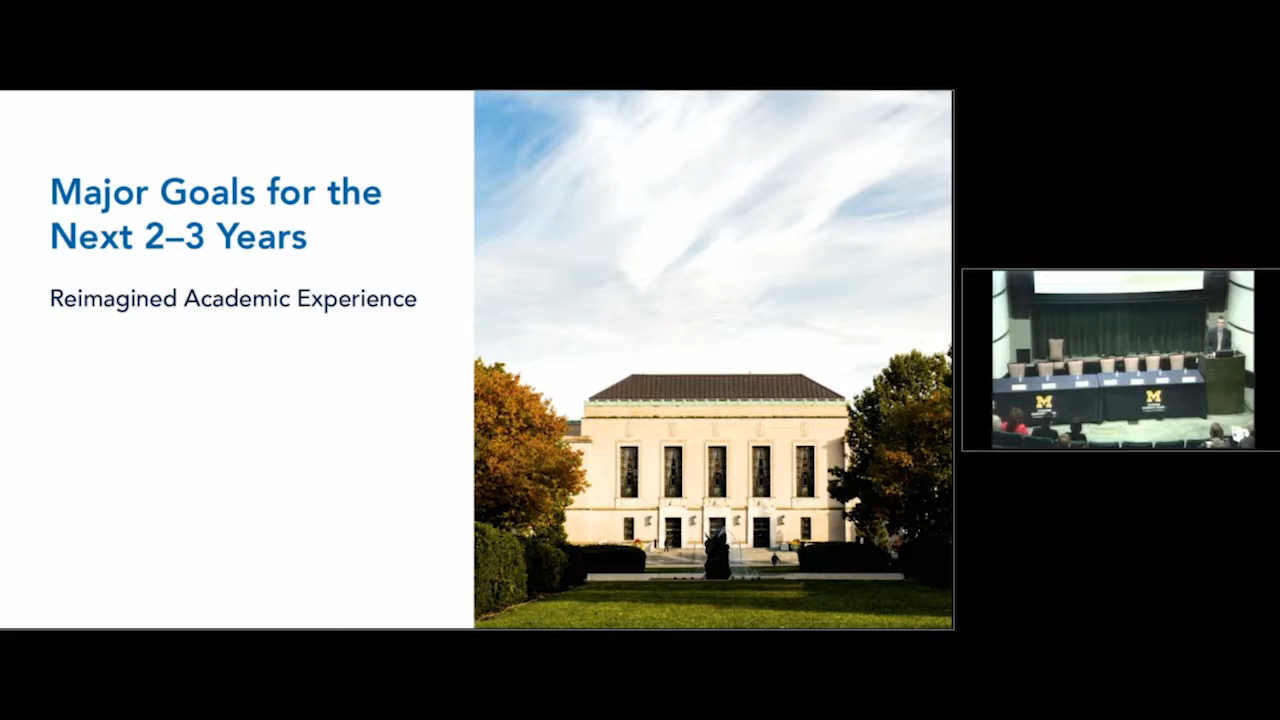 Major Goals for the
Next 2–3 Years
Reimagined Academic Experience
M
M